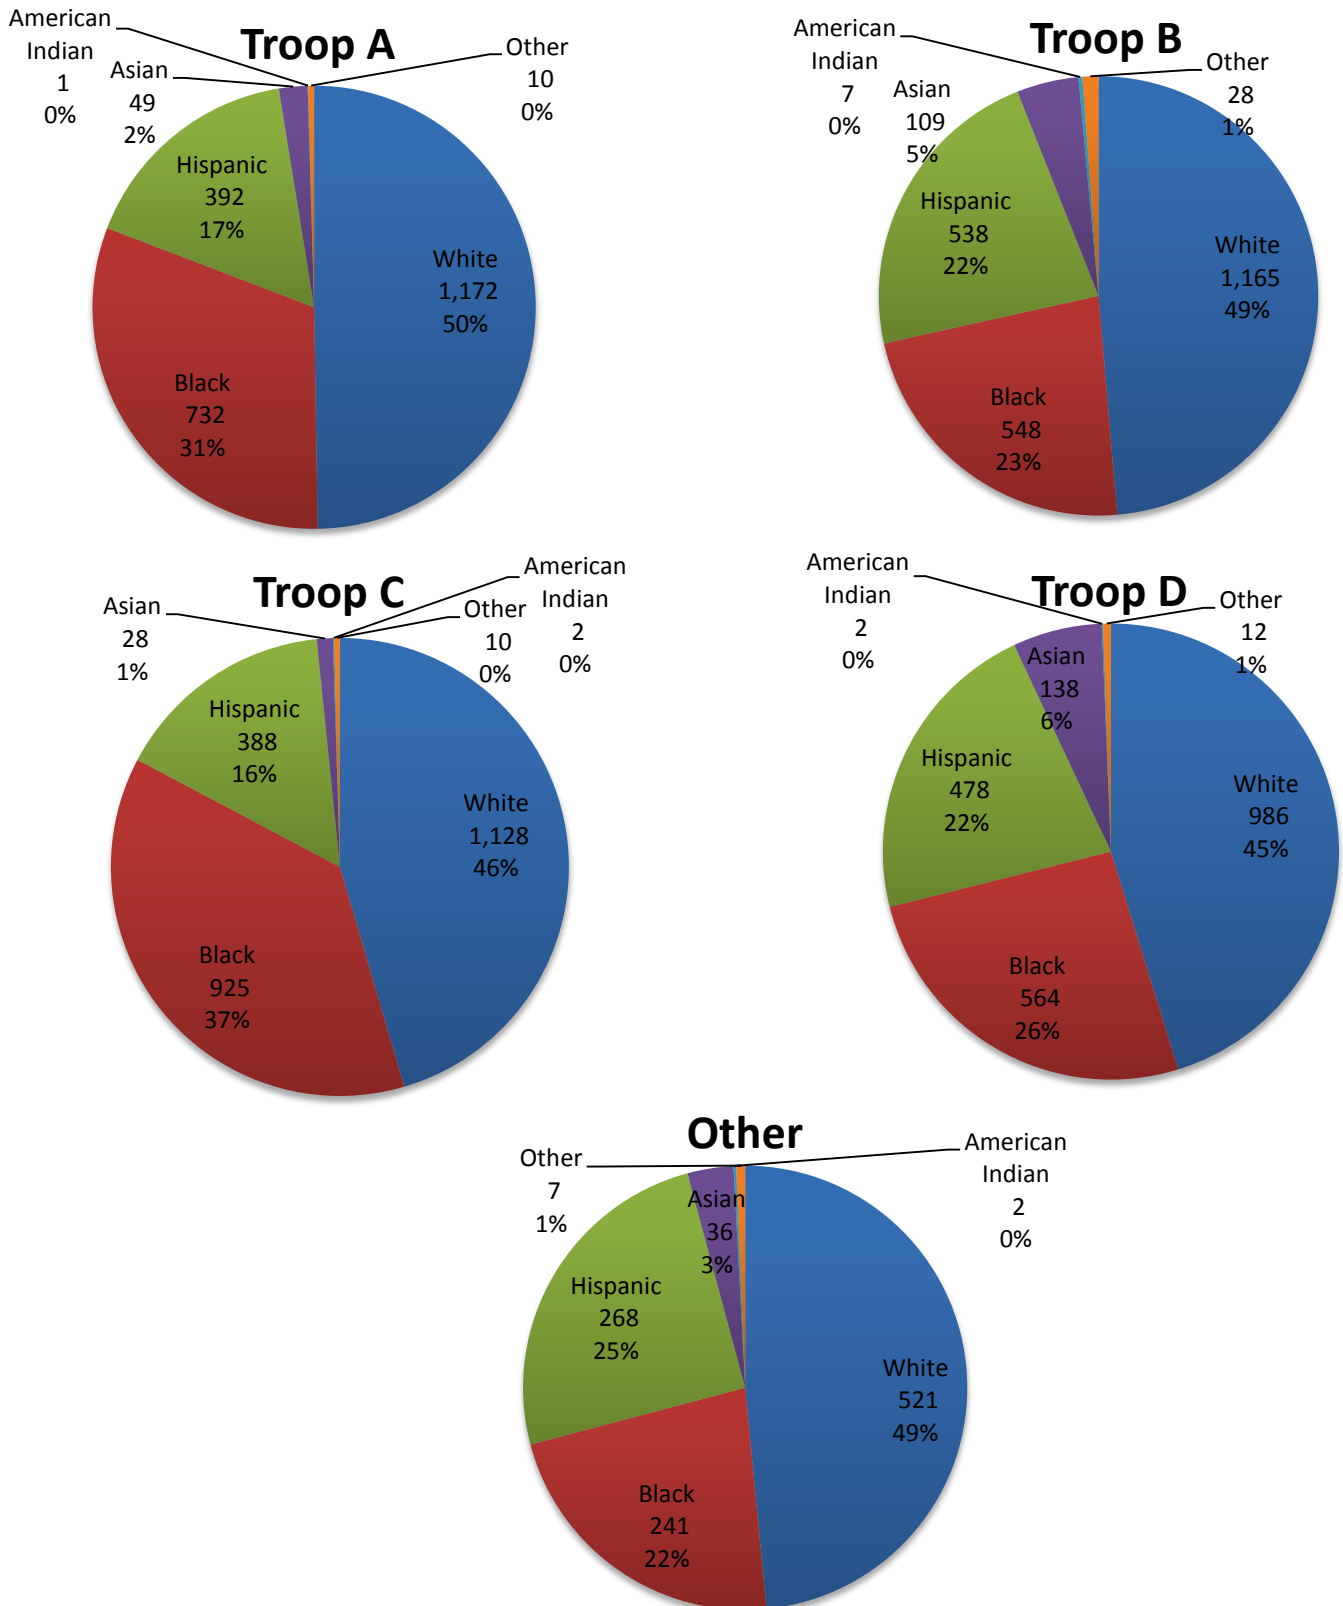 Troop A
American
Indian
1
0%
Asian
49
2%
Other
10
0%
Hispanic
392
17%
White
1,172
50%
Black
732
31%
Troop B
American
Indian
7
0%
Asian
109
5%
Other
28
1%
Hispanic
538
22%
White
1,165
49%
Black
548
23%
Troop C
Asian
28
1%
American
Indian
2
0%
Other
10
0%
Hispanic
388
16%
White
1,128
46%
Black
925
37%
Troop D
American
Indian
2
0%
Other
12
1%
Asian
138
6%
Hispanic
478
22%
White
986
45%
Black
564
26%
Other
Other
7
1%
American
Indian
2
0%
Asian
36
3%
Hispanic
268
25%
White
521
49%
Black
241
22%